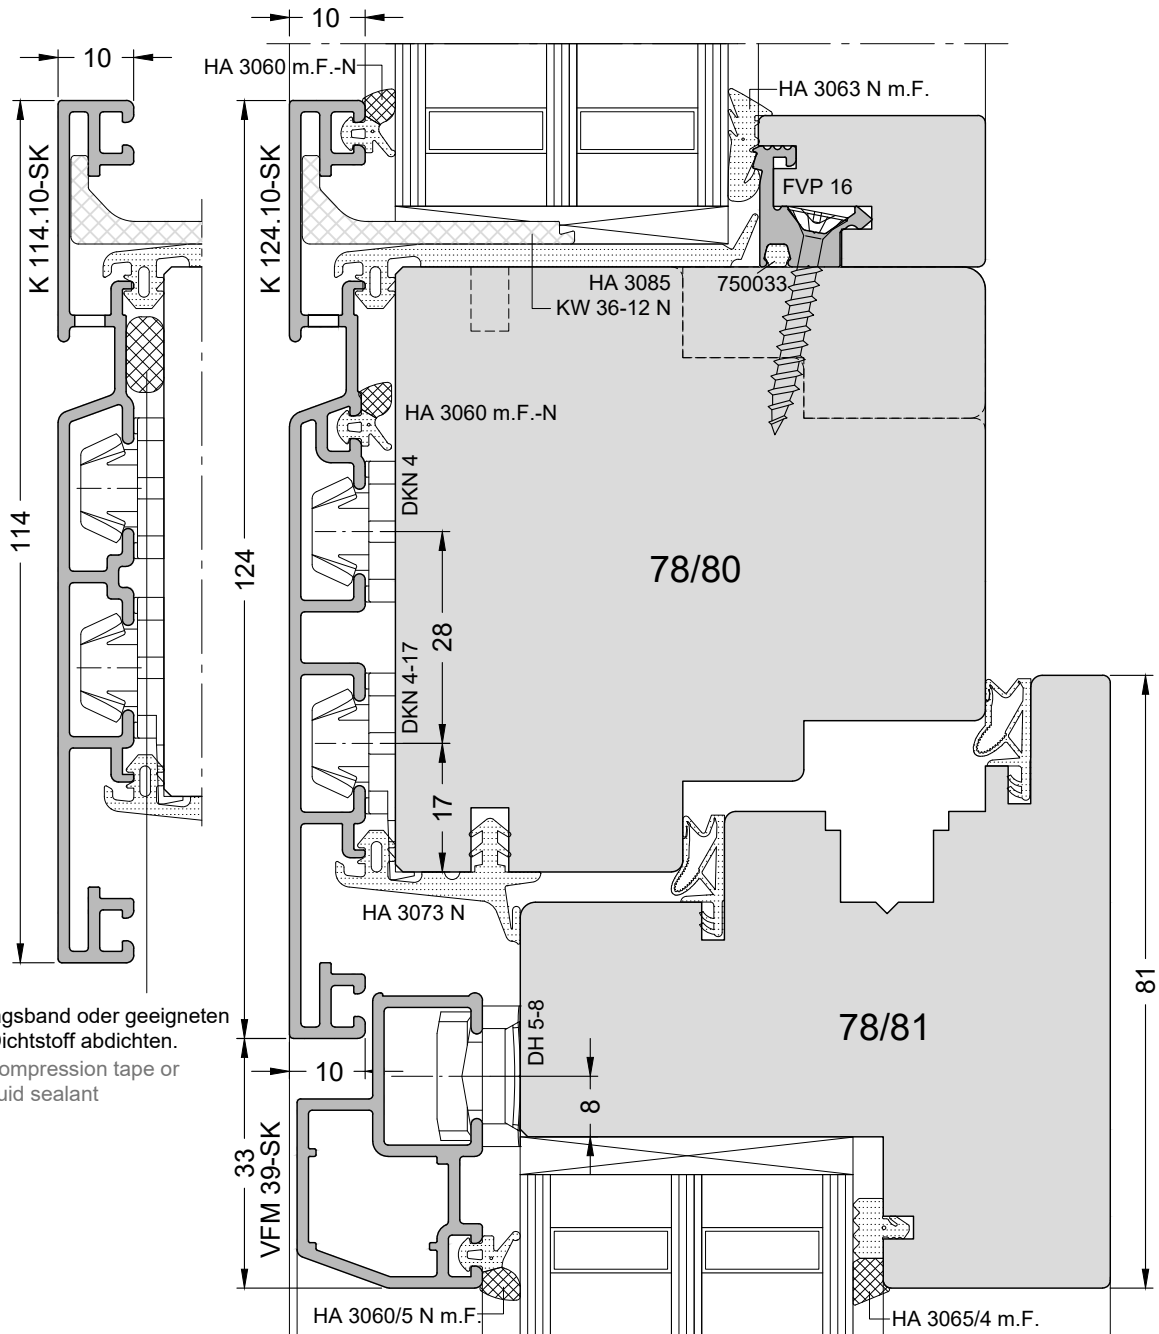 10
10
HA 3060 m.F.-N
HA 3063 N m.F.
K 114.10-SK
K 124.10-SK
FVP 16
HA 3085
750033
KW 36-12 N
HA 3060 m.F.-N
DKN 4
114
124
78/80
28
DKN 4-17
17
HA 3073 N
ngsband oder geeigneten
Dichtstoff abdichten.
ompression tape or
uid sealant
DH 5-8
78/81
81
10
8
33
VFM 39-SK
HA 3060/5 N m.F.
HA 3065/4 m.F.